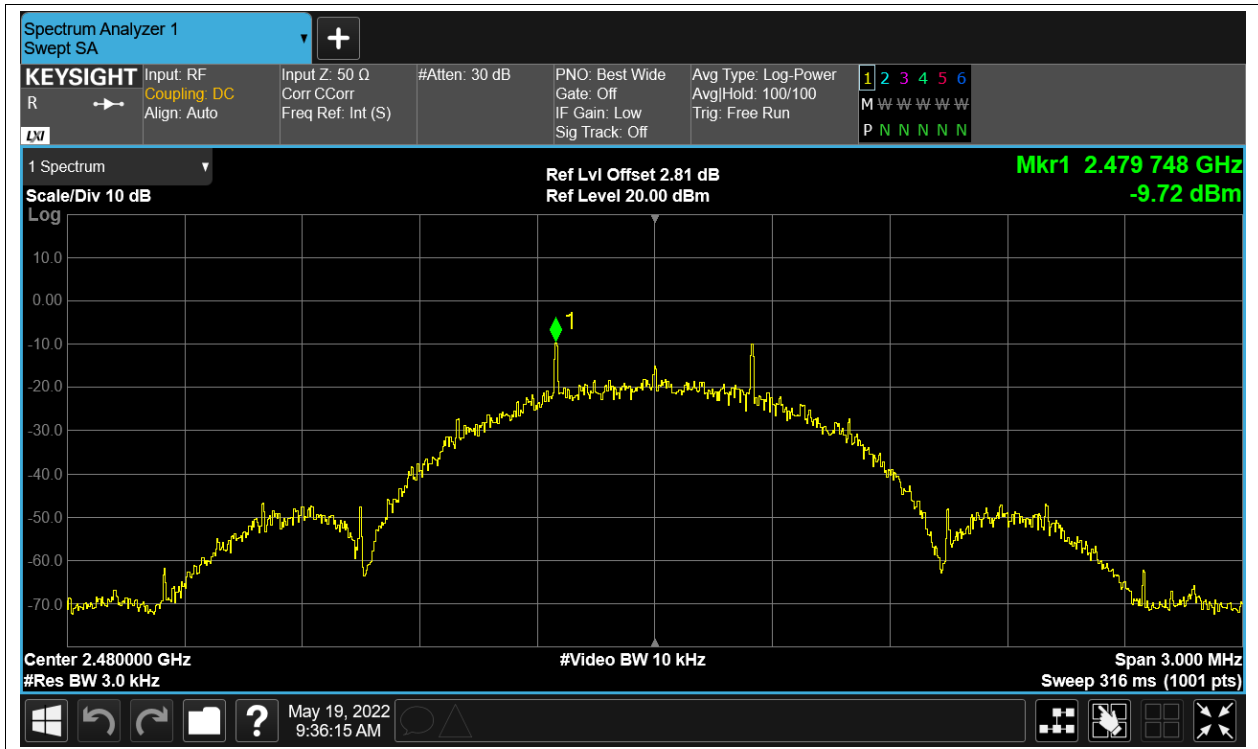 Spectrum Analyzer 1
Swept SA
+
KEYSIGHT
R
LXI
Input: RF
Coupling: DC
Align: Auto
Input Z: 50 Ω
Corr CCorr
Freq Ref: Int (S)
#Atten: 30 dB
PNO: Best Wide
Gate: Off
IF Gain: Low
Sig Track: Off
Avg Type: Log-Power
Avg|Hold: 100/100
Trig: Free Run
1 2 3 4 5 6
M W W W W W
P N N N N N
1 Spectrum
Scale/Div 10 dB
Ref Lvl Offset 2.81 dB
Ref Level 20.00 dBm
Mkr1 2.479 748 GHz
-9.72 dBm
Log
10.0
0.00
-10.0
-20.0
-30.0
-40.0
-50.0
-60.0
-70.0
1
Center 2.480000 GHz
#Res BW 3.0 kHz
#Video BW 10 kHz
Span 3.000 MHz
Sweep 316 ms (1001 pts)
?
May 19, 2022
9:36:15 AM